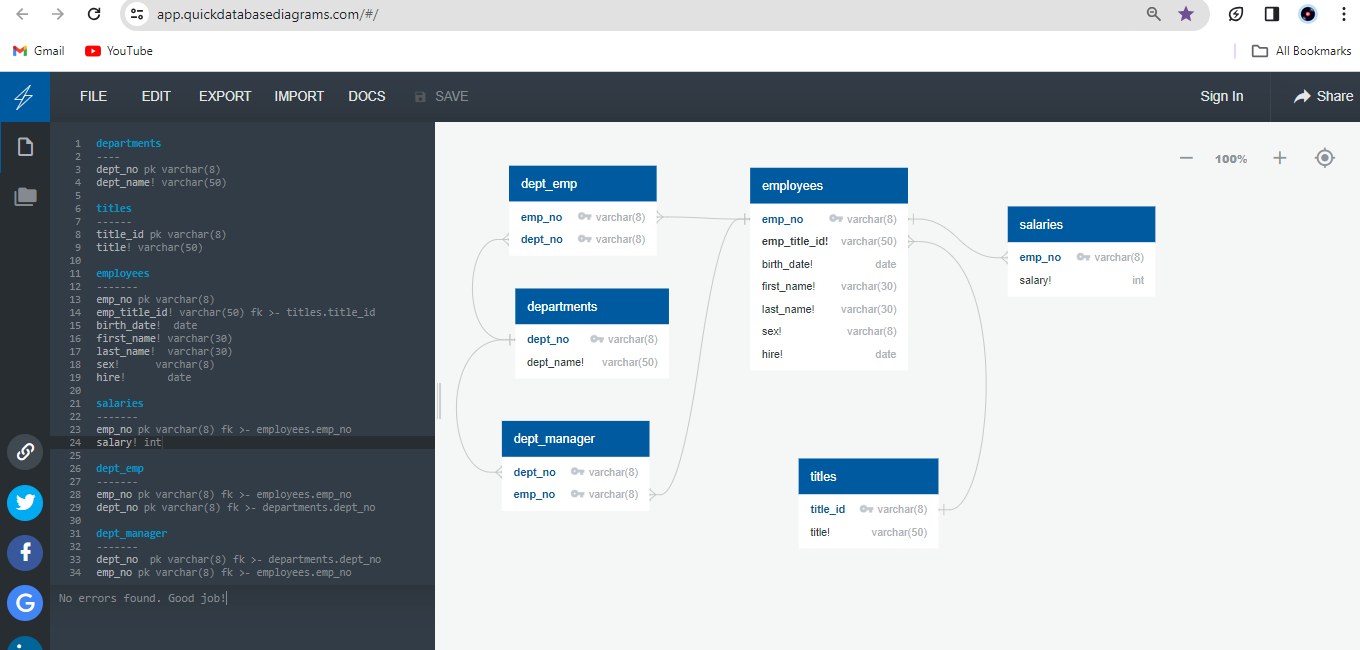 app.quickdatabasediagrams.com/#/
Gmail YouTube All Bookmarks
FILE EDIT EXPORT IMPORT DOCS SAVE Sign In Share
1 departments
2 ----
3 dept_no pk varchar(8)
4 dept_name! varchar(50)
5
6 titles
7 ------
8 title_id pk varchar(8)
9 title! varchar(50)
10
11 employees
12 -------
13 emp_no pk varchar(8)
14 emp_title_id! varchar(50) fk >- titles.title_id
15 birth_date!  date
16 first_name! varchar(30)
17 last_name!  varchar(30)
18 sex!      varchar(8)
19 hire!       date
20
21 salaries
22 -------
23 emp_no pk varchar(8) fk >- employees.emp_no
24 salary! int
25
26 dept_emp
27 -------
28 emp_no pk varchar(8) fk >- employees.emp_no
29 dept_no pk varchar(8) fk >- departments.dept_no
30
31 dept_manager
32 -------
33 dept_no  pk varchar(8) fk >- departments.dept_no
34 emp_no pk varchar(8) fk >- employees.emp_no
No errors found. Good job!
100%
dept_emp
emp_no varchar(8)
dept_no varchar(8)
departments
dept_no varchar(8)
dept_name! varchar(50)
dept_manager
dept_no varchar(8)
emp_no varchar(8)
employees
emp_no varchar(8)
emp_title_id! varchar(50)
birth_date! date
first_name! varchar(30)
last_name! varchar(30)
sex! varchar(8)
hire! date
salaries
emp_no varchar(8)
salary! int
titles
title_id varchar(8)
title! varchar(50)